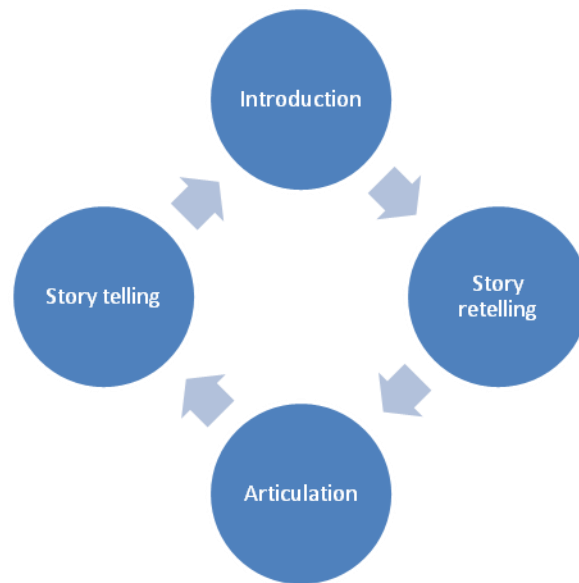 Introduction
Story
retelling
Articulation
Story telling